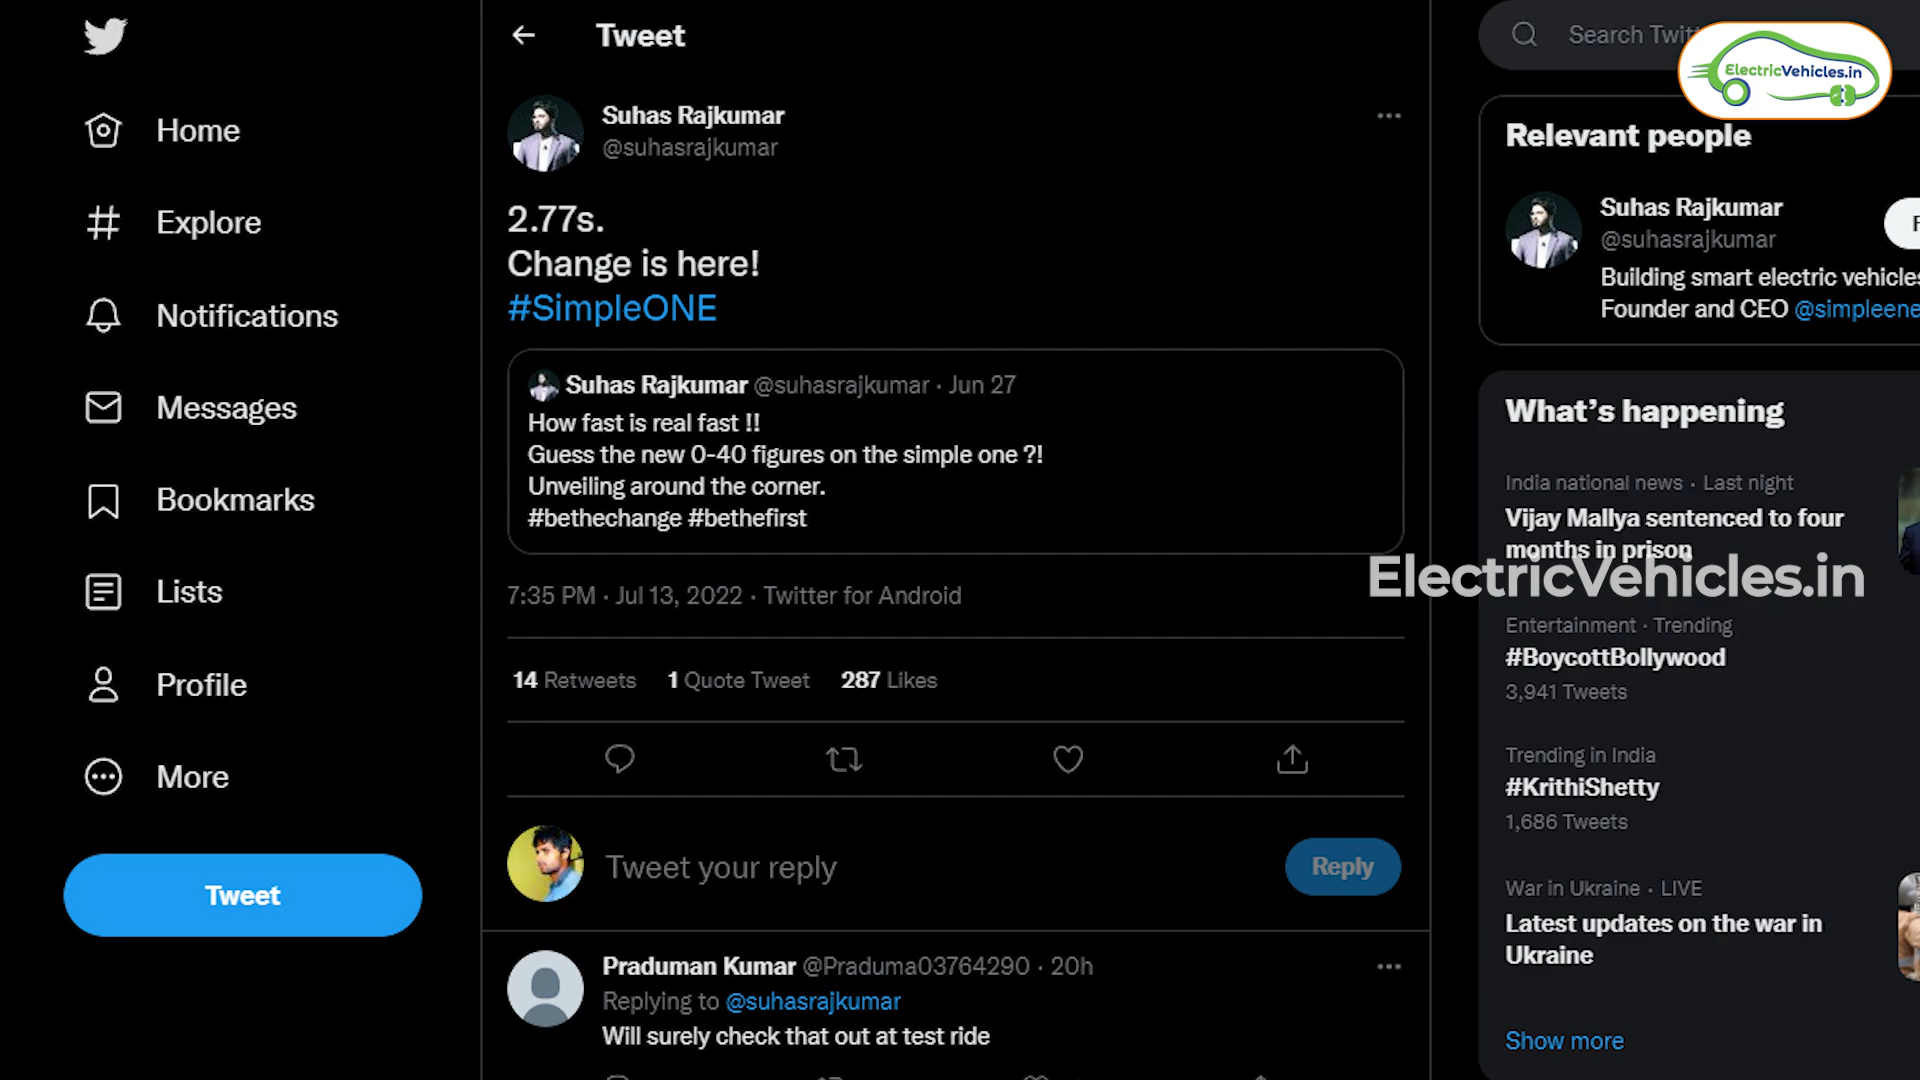 Home
Explore
Notifications
Messages
Bookmarks
Lists
Profile
More
Tweet
Tweet
Suhas Rajkumar
@suhasrajkumar
2.77s.
Change is here!
#SimpleONE
Suhas Rajkumar @suhasrajkumar · Jun 27
How fast is real fast !!
Guess the new 0-40 figures on the simple one ?!
Unveiling around the corner.
#bethechange #bethefirst
7:35 PM · Jul 13, 2022 · Twitter for Android
14 Retweets 1 Quote Tweet 287 Likes
Tweet your reply
Reply
Praduman Kumar @Praduma03764290 · 20h
Replying to @suhasrajkumar
Will surely check that out at test ride
Search
ElectricVehicles.in
Relevant people
Suhas Rajkumar
@suhasrajkumar
Building smart electric vehicles
Founder and CEO @simpleene
What's happening
India national news · Last night
Vijay Mallya sentenced to four
months in prison
ElectricVehicles.in
Entertainment · Trending
#BoycottBollywood
3,941 Tweets
Trending in India
#KrithiShetty
1,686 Tweets
War in Ukraine · LIVE
Latest updates on the war in
Ukraine
Show more